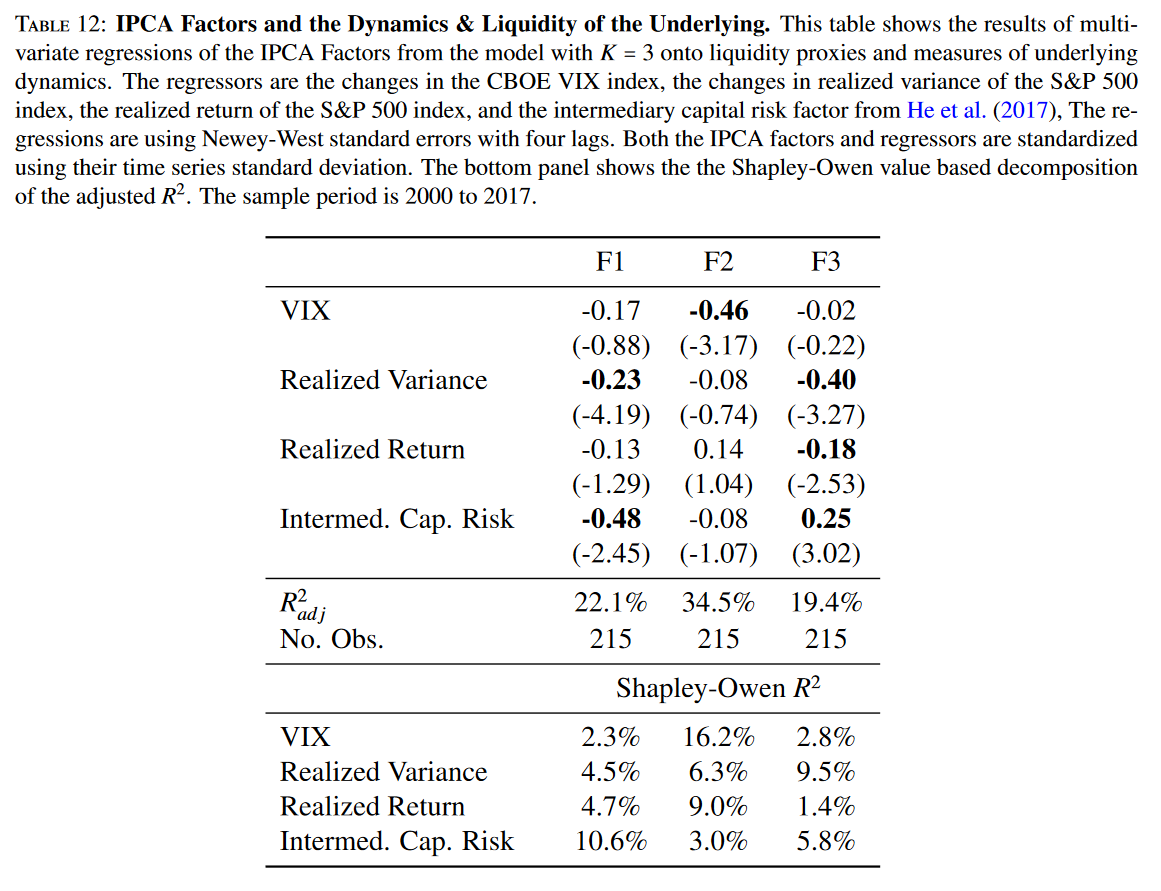 TABLE 12: IPCA Factors and the Dynamics & Liquidity of the Underlying. This table shows the results of multi-
variate regressions of the IPCA Factors from the model with K = 3 onto liquidity proxies and measures of underlying
dynamics. The regressors are the changes in the CBOE VIX index, the changes in realized variance of the S&P 500
index, the realized return of the S&P 500 index, and the intermediary capital risk factor from He et al. (2017), The re-
gressions are using Newey-West standard errors with four lags. Both the IPCA factors and regressors are standardized
using their time series standard deviation. The bottom panel shows the the Shapley-Owen value based decomposition
of the adjusted R². The sample period is 2000 to 2017.
F1 F2 F3
VIX -0.17 -0.46 -0.02
(-0.88) (-3.17) (-0.22)
Realized Variance -0.23 -0.08 -0.40
(-4.19) (-0.74) (-3.27)
Realized Return -0.13 0.14 -0.18
(-1.29) (1.04) (-2.53)
Intermed. Cap. Risk -0.48 -0.08 0.25
(-2.45) (-1.07) (3.02)
R²adj 22.1% 34.5% 19.4%
No. Obs. 215 215 215
Shapley-Owen R²
VIX 2.3% 16.2% 2.8%
Realized Variance 4.5% 6.3% 9.5%
Realized Return 4.7% 9.0% 1.4%
Intermed. Cap. Risk 10.6% 3.0% 5.8%